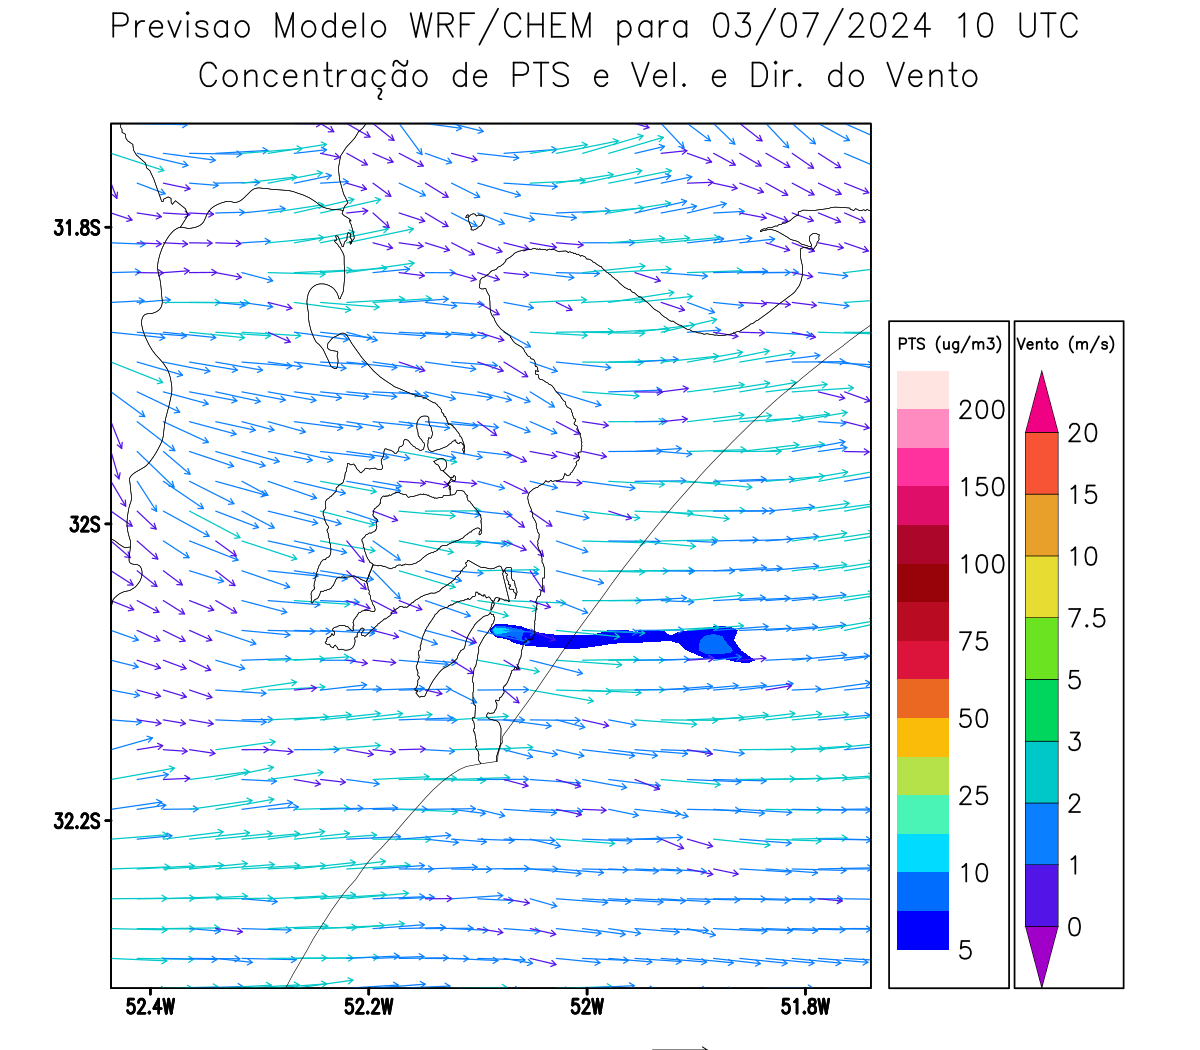 Previsao Modelo WRF/CHEM para 03/07/2024 10 UTC
Concentração de PTS e Vel. e Dir. do Vento
31.8S
32S
32.2S
52.4W
52.2W
52W
51.8W
PTS (ug/m3)
200
150
100
75
50
25
10
5
Vento (m/s)
20
15
10
7.5
5
3
2
1
0